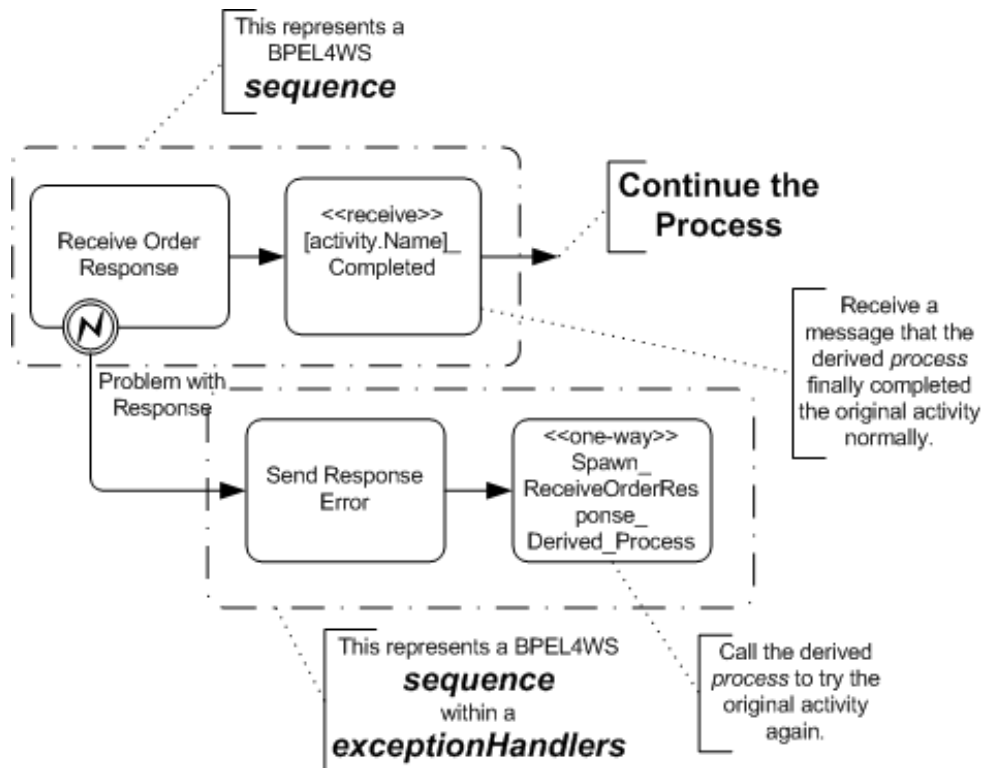 This represents a
BPEL4WS
sequence
Receive Order
Response
<<receive>>
[activity.Name]_
Completed
Continue the
Process
Receive a
message that the
derived process
finally completed
the original activity
normally.
Problem with
Response
Send Response
Error
<<one-way>>
Spawn_
ReceiveOrderRes
ponse_
Derived_Process
This represents a BPEL4WS
sequence
within a
exceptionHandlers
Call the derived
process to try the
original activity
again.